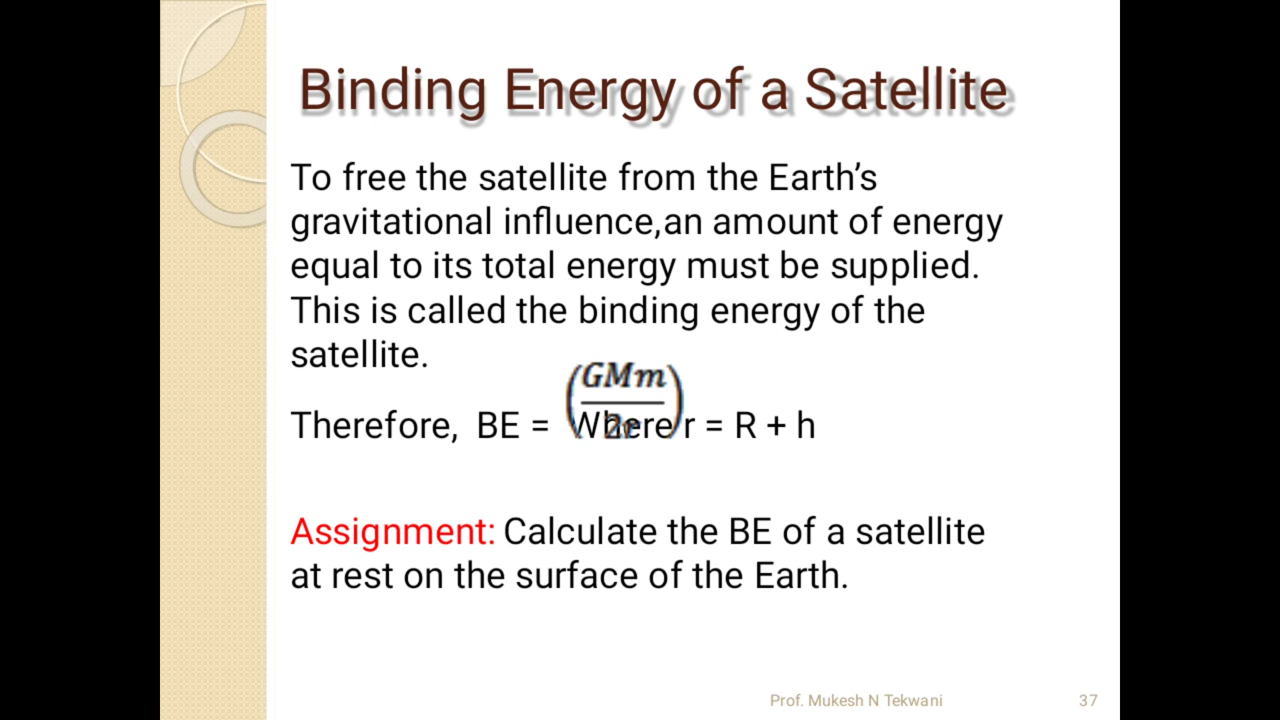 Binding Energy of a Satellite
To free the satellite from the Earth’s
gravitational influence,an amount of energy
equal to its total energy must be supplied.
This is called the binding energy of the
satellite.
Therefore, BE = (GMm/2r) Where r = R + h
Assignment: Calculate the BE of a satellite
at rest on the surface of the Earth.
Prof. Mukesh N Tekwani 37